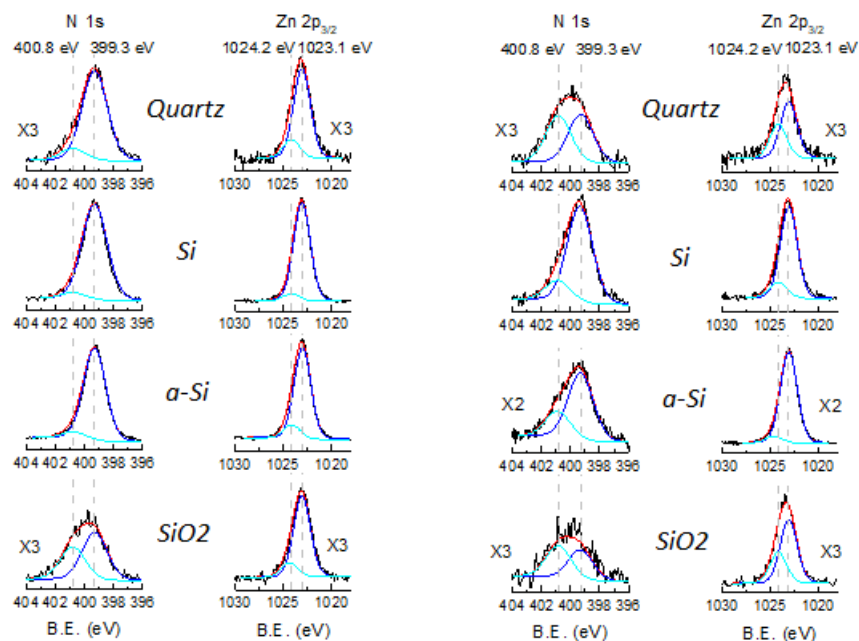 N 1s Zn 2p3/2 N 1s Zn 2p3/2
400.8 eV 399.3 eV 1024.2 eV 1023.1 eV 400.8 eV 399.3 eV 1024.2 eV 1023.1 eV
X3 Quartz X3 X3 Quartz X3
404 402 400 398 396 1030 1025 1020 404 402 400 398 396 1030 1025 1020
Si Si
404 402 400 398 396 1030 1025 1020 404 402 400 398 396 1030 1025 1020
a-Si X2 a-Si X2
404 402 400 398 396 1030 1025 1020 404 402 400 398 396 1030 1025 1020
X3 SiO2 X3 X3 SiO2 X3
404 402 400 398 396 1030 1025 1020 404 402 400 398 396 1030 1025 1020
B.E. (eV) B.E. (eV) B.E. (eV) B.E. (eV)